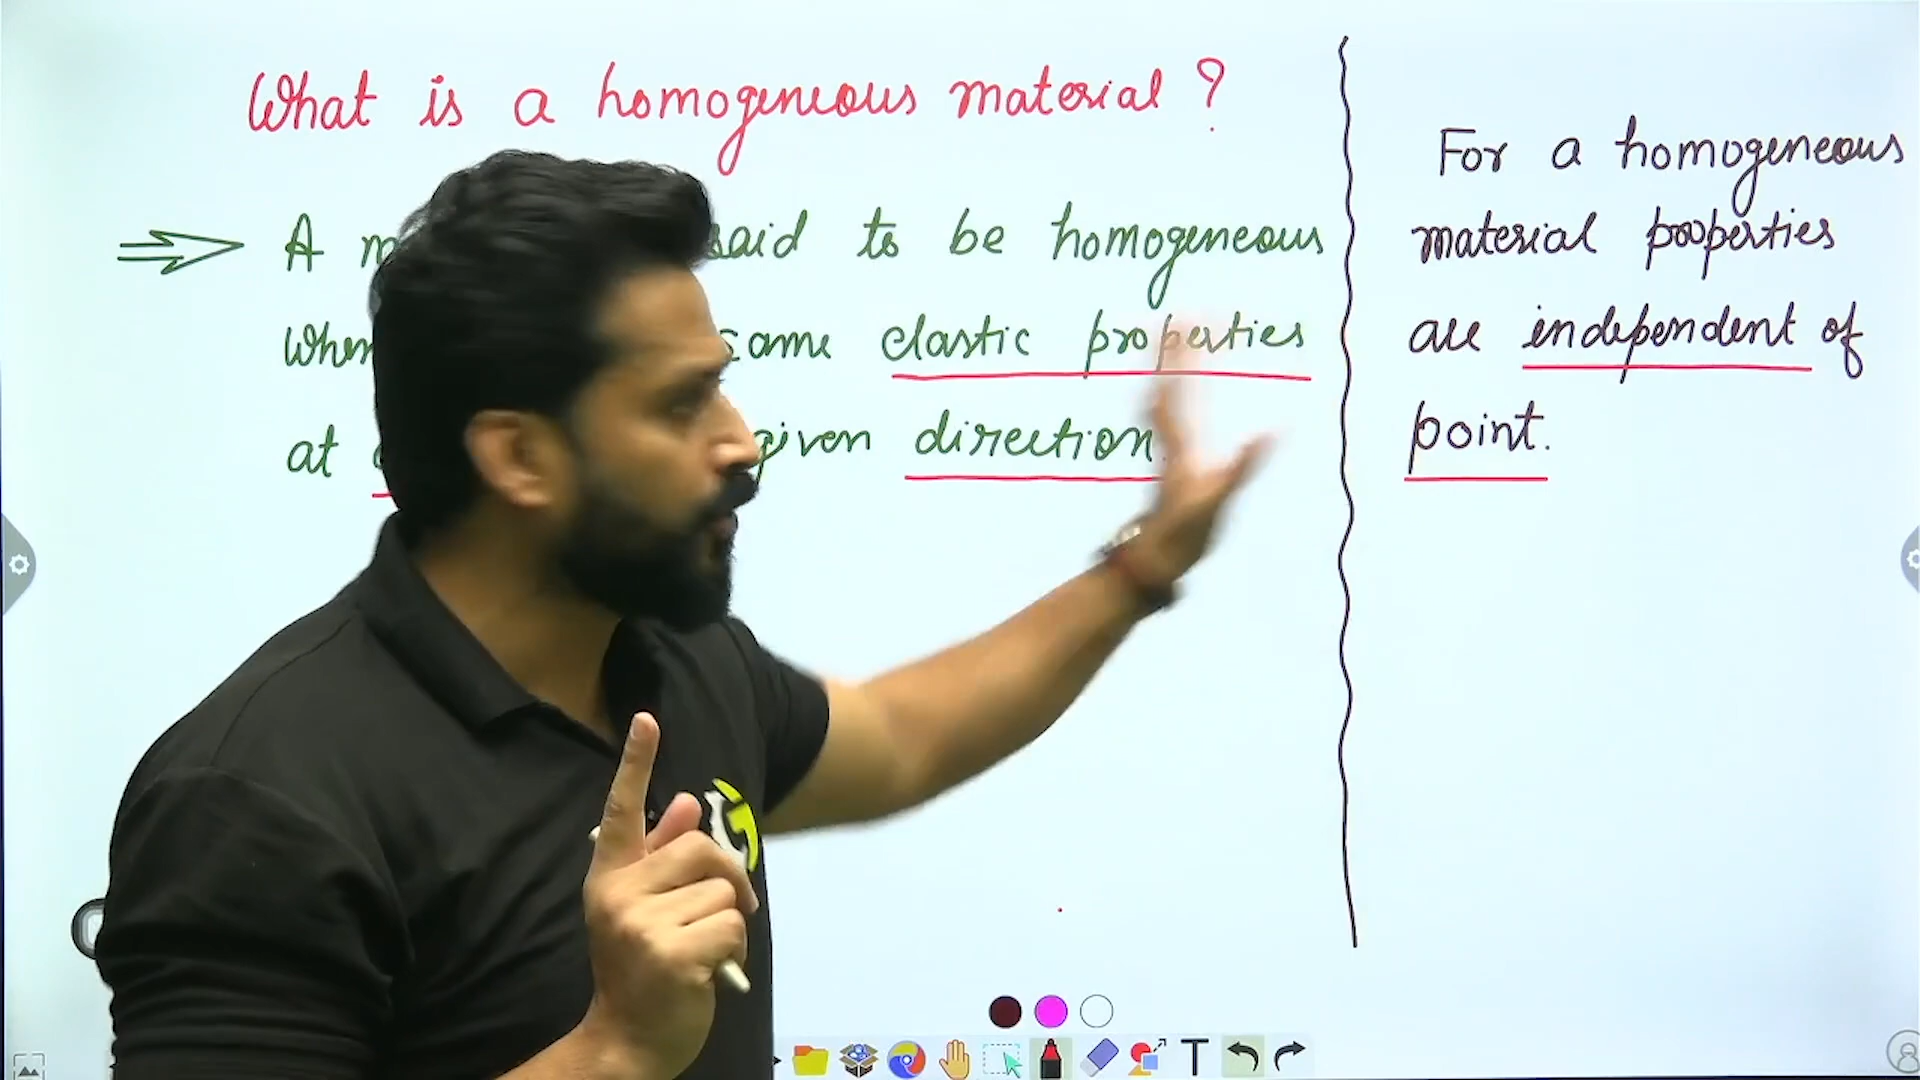 What is a homogeneous material ?
A said to be homogeneous
same elastic properties
at given direction.
For a homogeneous
material properties
are independent of
point.
T